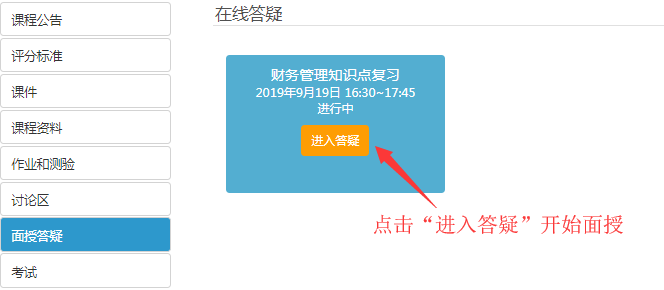 课程公告
评分标准
课件
课程资料
作业和测验
讨论区
面授答疑
考试
在线答疑
财务管理知识点复习
2019年9月19日 16:30~17:45
进行中
进入答疑
点击“进入答疑”开始面授